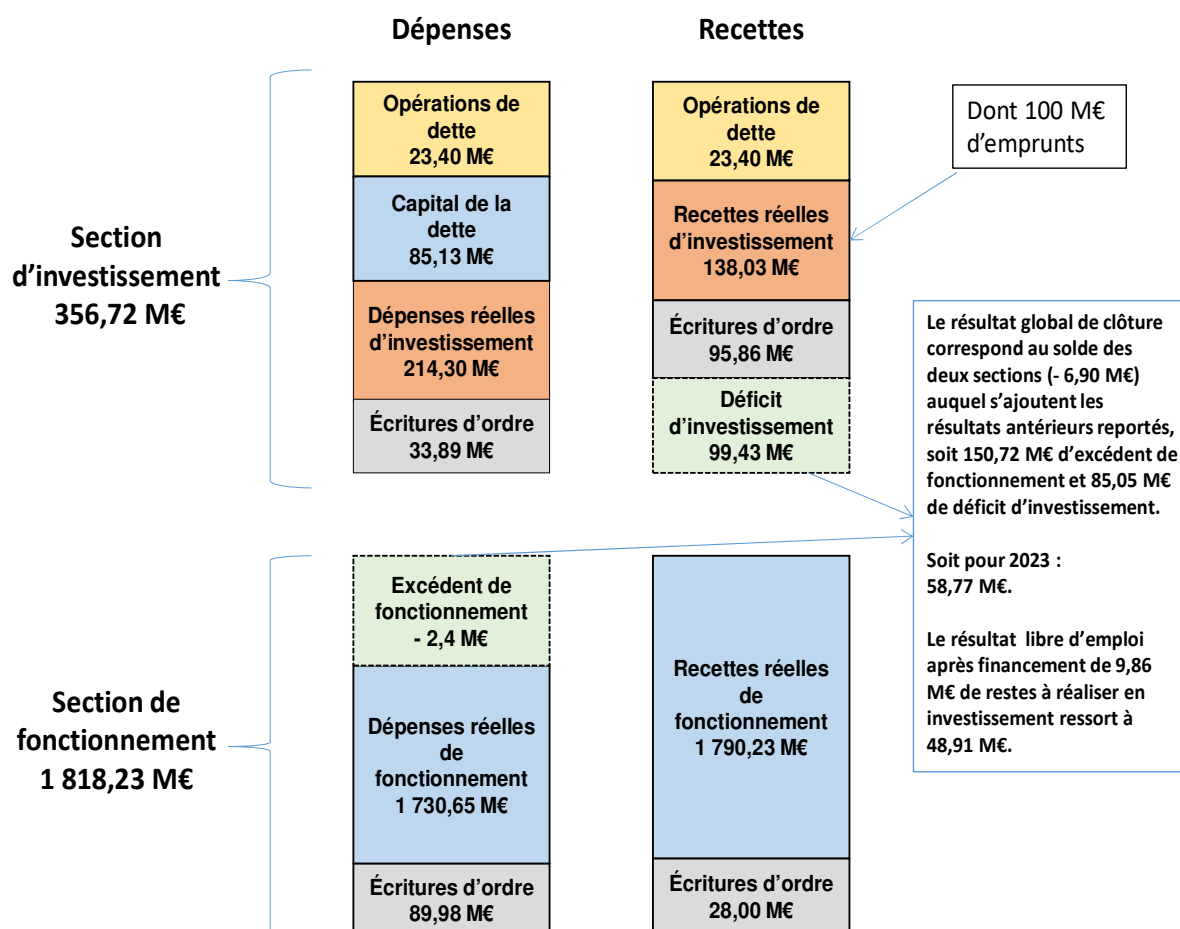 Dépenses
Recettes
Section
d’investissement
356,72 M€
Opérations de
dette
23,40 M€
Capital de la
dette
85,13 M€
Dépenses réelles
d’investissement
214,30 M€
Écritures d’ordre
33,89 M€
Opérations de
dette
23,40 M€
Recettes réelles
d’investissement
138,03 M€
Écritures d’ordre
95,86 M€
Déficit
d’investissement
99,43 M€
Dont 100 M€
d’emprunts
Le résultat global de clôture
correspond au solde des
deux sections (- 6,90 M€)
auquel s’ajoutent les
résultats antérieurs reportés,
soit 150,72 M€ d’excédent de
fonctionnement et 85,05 M€
de déficit d’investissement.
Soit pour 2023 :
58,77 M€.
Le résultat libre d’emploi
après financement de 9,86
M€ de restes à réaliser en
investissement ressort à
48,91 M€.
Section de
fonctionnement
1 818,23 M€
Excédent de
fonctionnement
- 2,4 M€
Dépenses réelles
de
fonctionnement
1 730,65 M€
Écritures d’ordre
89,98 M€
Recettes réelles
de
fonctionnement
1 790,23 M€
Écritures d’ordre
28,00 M€